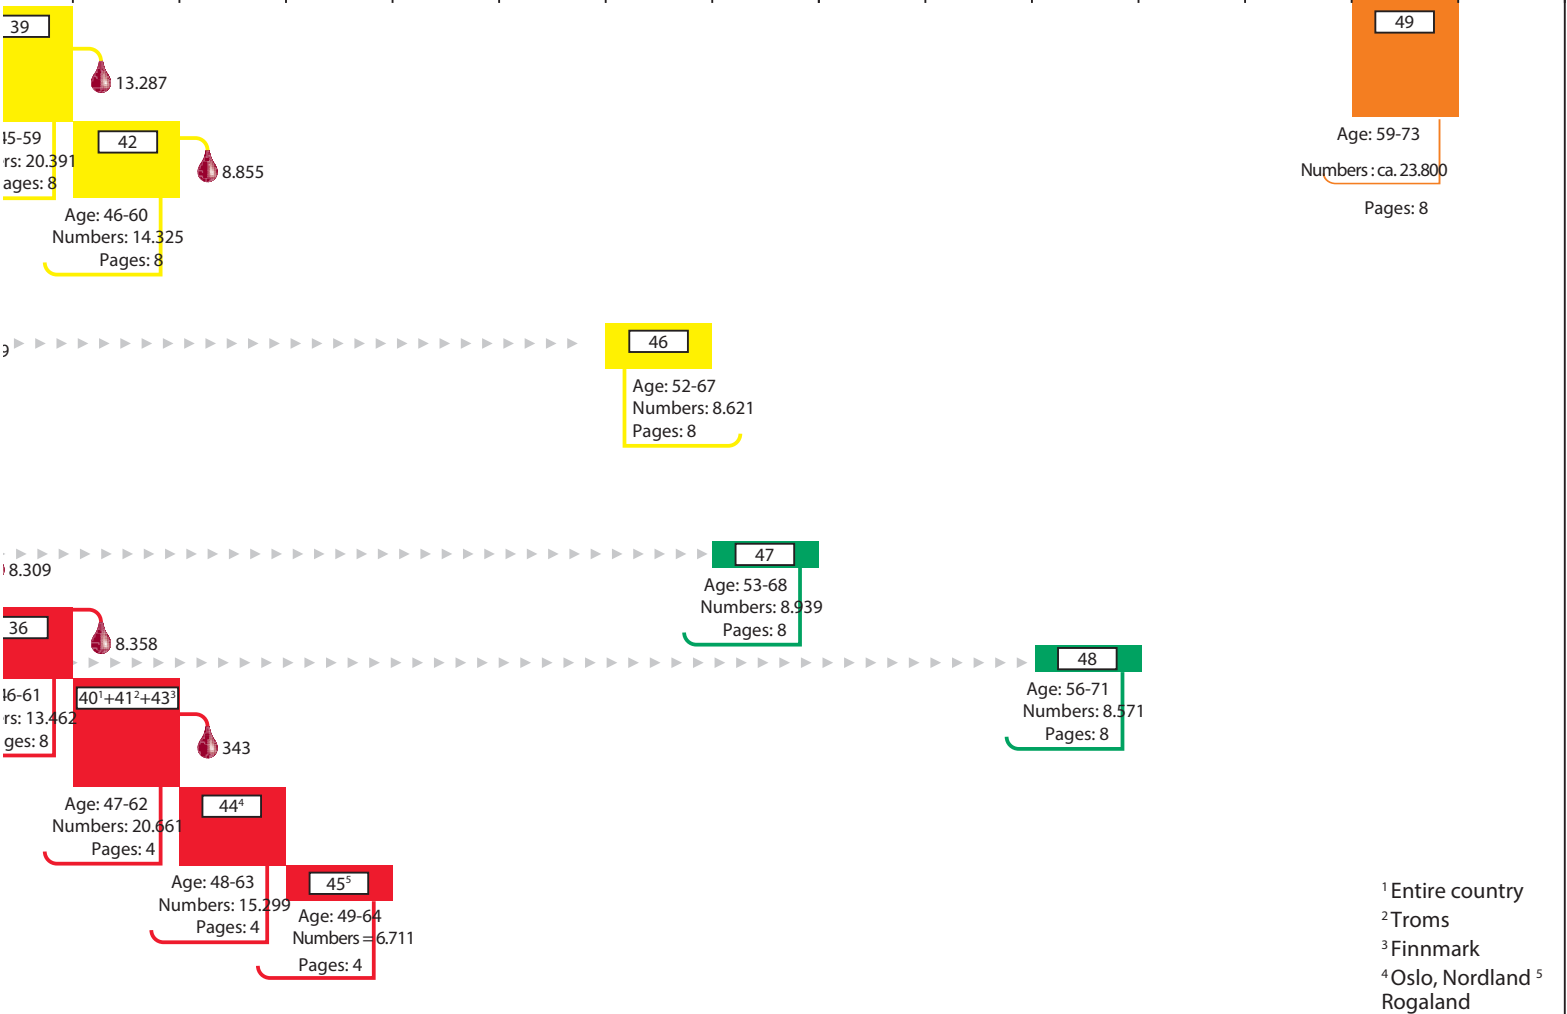 39
13.287
45-59
rs: 20.391
ages: 8
42
8.855
Age: 46-60
Numbers: 14.325
Pages: 8
49
Age: 59-73
Numbers : ca. 23.800
Pages: 8
9
46
Age: 52-67
Numbers: 8.621
Pages: 8
8.309
47
Age: 53-68
Numbers: 8.939
Pages: 8
36
8.358
46-61
rs: 13.462
ges: 8
48
Age: 56-71
Numbers: 8.571
Pages: 8
40¹+41²+43³
343
Age: 47-62
Numbers: 20.661
Pages: 4
44⁴
Age: 48-63
Numbers: 15.299
Pages: 4
45⁵
Age: 49-64
Numbers = 6.711
Pages: 4
¹ Entire country
² Troms
³ Finnmark
⁴ Oslo, Nordland ⁵
Rogaland